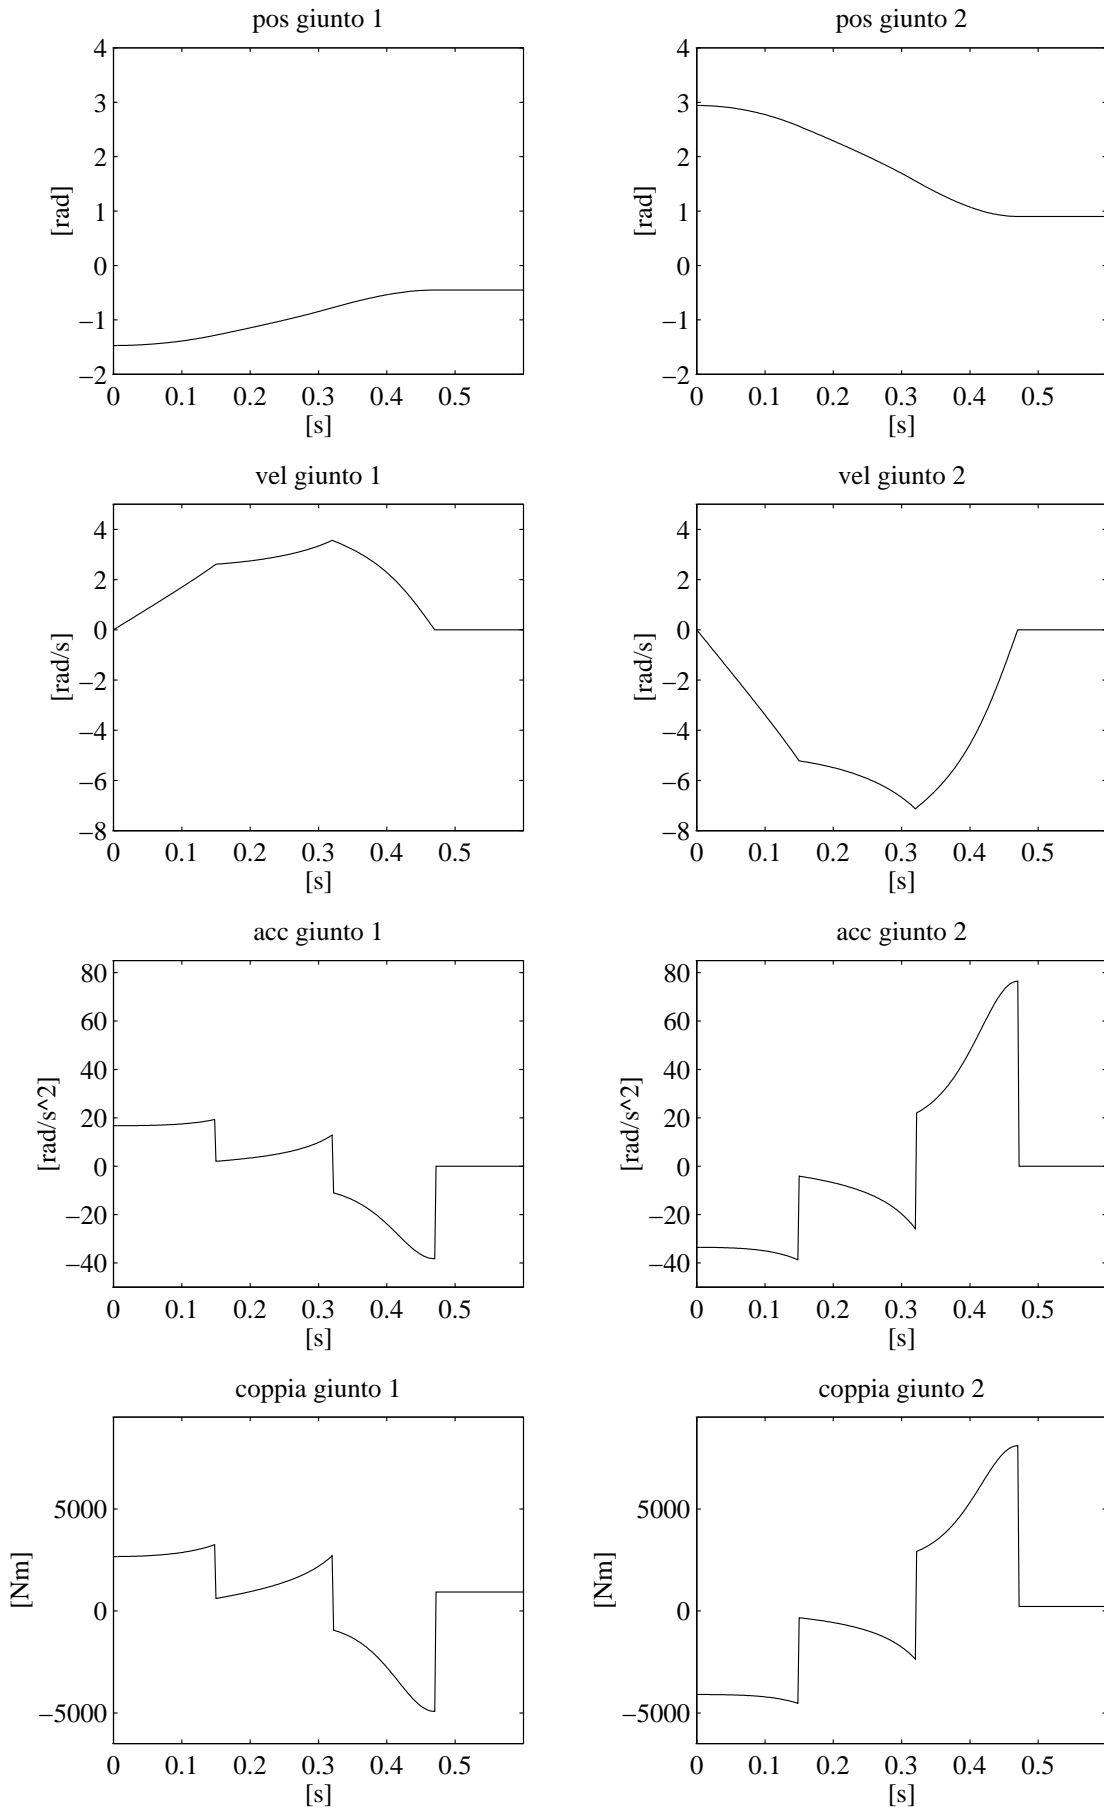 pos giunto 1
4
3
2
1
0
−1
−2
[rad]
0 0.1 0.2 0.3 0.4 0.5
[s]
pos giunto 2
4
3
2
1
0
−1
−2
[rad]
0 0.1 0.2 0.3 0.4 0.5
[s]
vel giunto 1
4
2
0
−2
−4
−6
−8
[rad/s]
0 0.1 0.2 0.3 0.4 0.5
[s]
vel giunto 2
4
2
0
−2
−4
−6
−8
[rad/s]
0 0.1 0.2 0.3 0.4 0.5
[s]
acc giunto 1
80
60
40
20
0
−20
−40
[rad/s^2]
0 0.1 0.2 0.3 0.4 0.5
[s]
acc giunto 2
80
60
40
20
0
−20
−40
[rad/s^2]
0 0.1 0.2 0.3 0.4 0.5
[s]
coppia giunto 1
5000
0
−5000
[Nm]
0 0.1 0.2 0.3 0.4 0.5
[s]
coppia giunto 2
5000
0
−5000
[Nm]
0 0.1 0.2 0.3 0.4 0.5
[s]